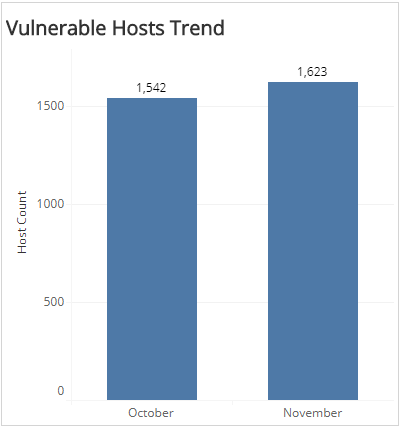 Vulnerable Hosts Trend
1,542
1,623
1500
1000
500
0
Host Count
October
November